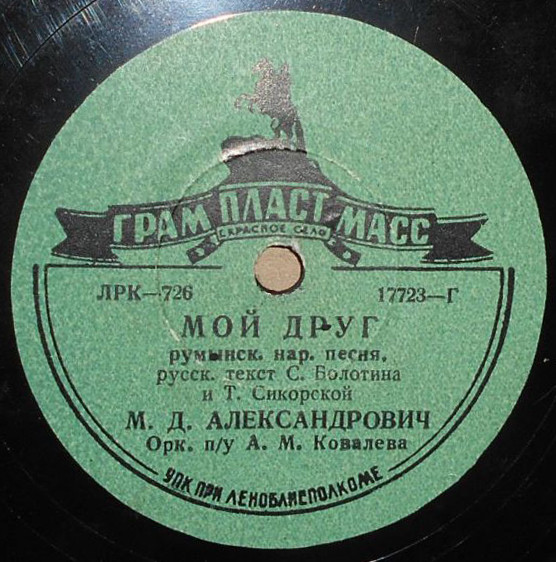 ГРАМ ПЛАСТ МАСС
КРАСНОЕ СЕЛО
ЛРК—726 17723—Г
МОЙ ДРУГ
румынск. нар. песня,
русск. текст С. Болотина
и Т. Сикорской
М. Д. АЛЕКСАНДРОВИЧ
Орк. п/у А. М. Ковалева
УПК ПРИ ЛЕНОБЛИСПОЛКОМЕ